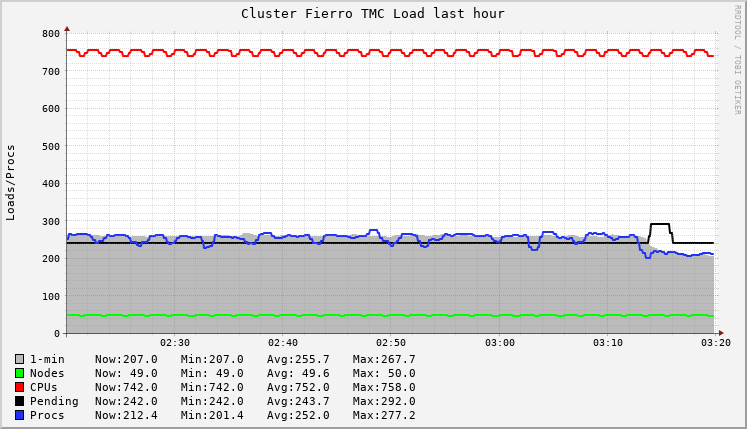 Cluster Fierro TMC Load last hour
RRDTOOL / TOBI OETIKER
Loads/Procs
800
700
600
500
400
300
200
100
0
02:30 02:40 02:50 03:00 03:10 03:20
1-min Now:207.0 Min:207.0 Avg:255.7 Max:267.7
Nodes Now: 49.0 Min: 49.0 Avg: 49.6 Max: 50.0
CPUs Now:742.0 Min:742.0 Avg:752.0 Max:758.0
Pending Now:242.0 Min:242.0 Avg:243.7 Max:292.0
Procs Now:212.4 Min:201.4 Avg:252.0 Max:277.2